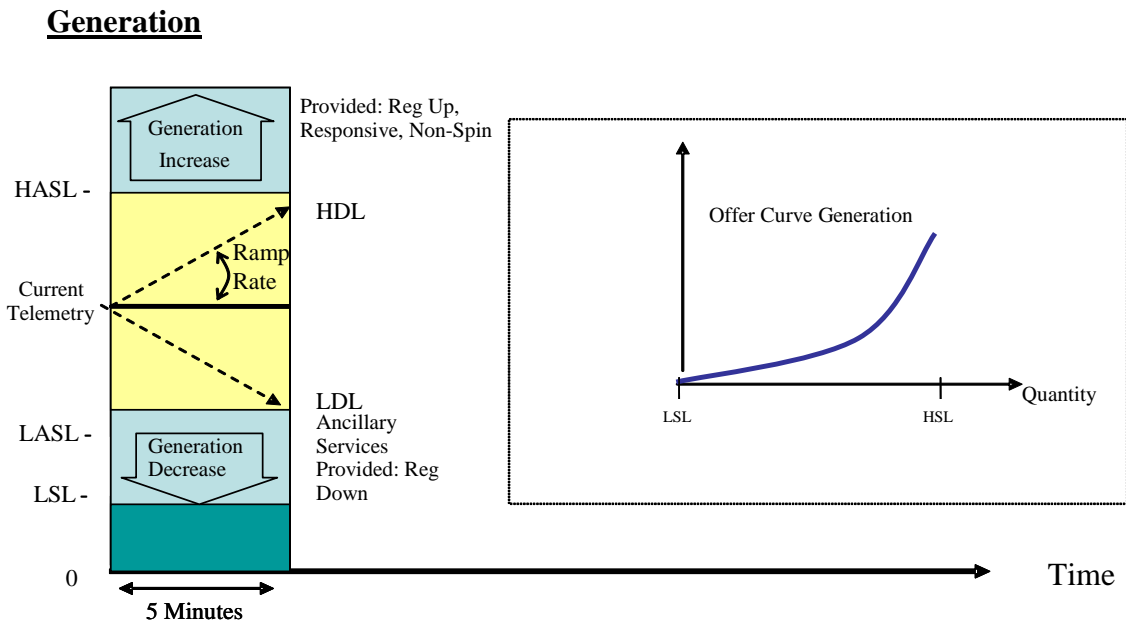 Generation
Provided: Reg Up,
Responsive, Non-Spin
Generation
Increase
HASL -
HDL
Ramp
Rate
Current
Telemetry
LDL
Ancillary
Services
Provided: Reg
Down
LASL -
Generation
Decrease
LSL -
0
5 Minutes
Time
Offer Curve Generation
Quantity
LSL
HSL